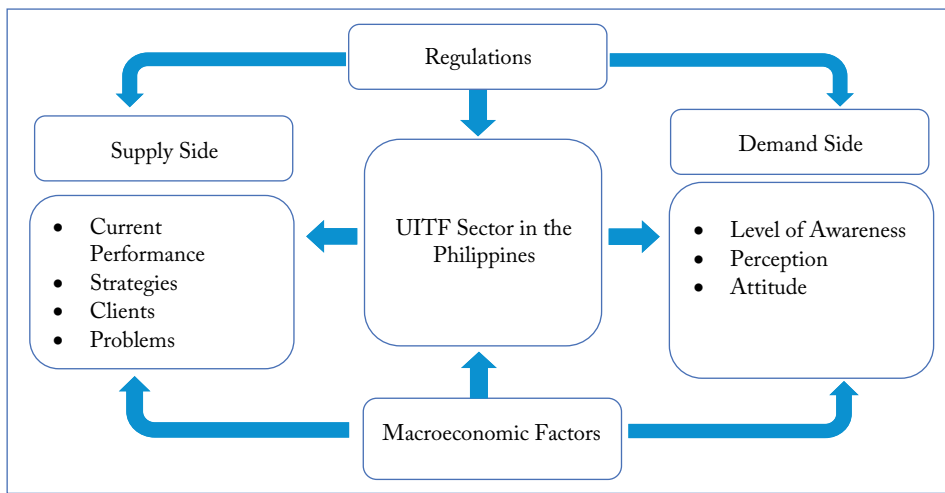 Regulations
Supply Side
Demand Side
• Current
Performance
• Strategies
• Clients
• Problems
UITF Sector in the
Philippines
• Level of Awareness
• Perception
• Attitude
Macroeconomic Factors